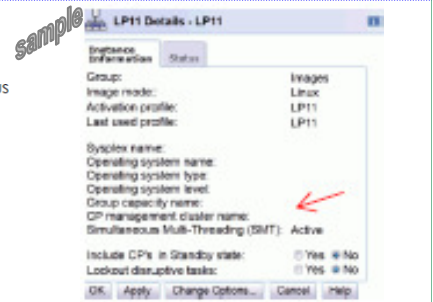 sample
LP11 Details - LP11
us
Instance
Information
Status
Group: Images
Image mode: Linux
Activation profile: LP11
Last used profile: LP11
Sysplex name:
Operating system name:
Operating system type:
Operating system level:
Group capacity name:
CP management cluster name:
Simultaneous Multi-Threading (SMT): Active
Include CP's in Standby state: Yes No
Lockout disruptive tasks: Yes No
OK Apply Change Options... Cancel Help